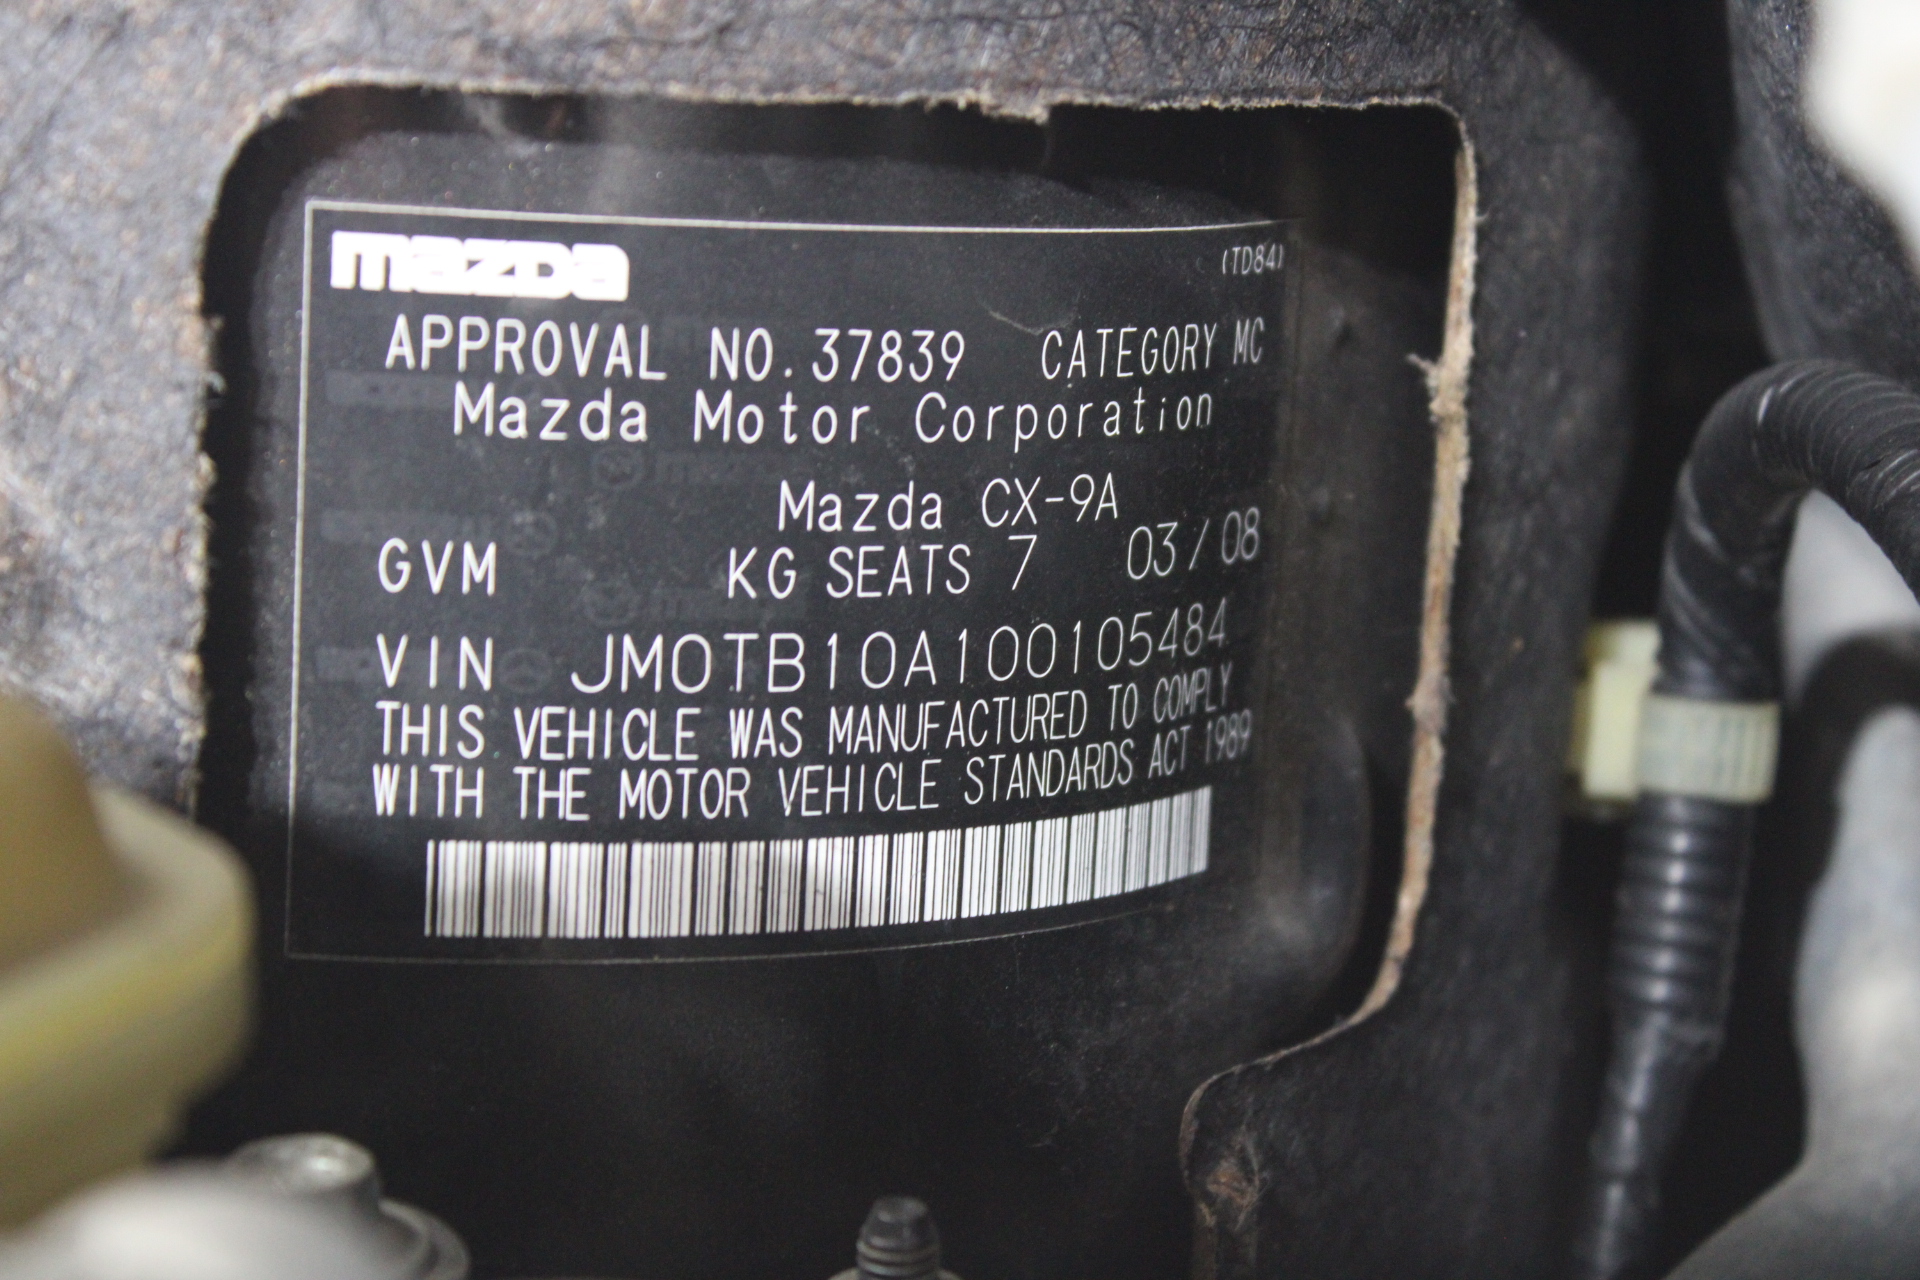 mazda
(TD84)
APPROVAL NO.37839 CATEGORY MC
Mazda Motor Corporation
Mazda CX-9A
GVM KG SEATS 7 03/08
VIN JM0TB10A100105484
THIS VEHICLE WAS MANUFACTURED TO COMPLY
WITH THE MOTOR VEHICLE STANDARDS ACT 1989